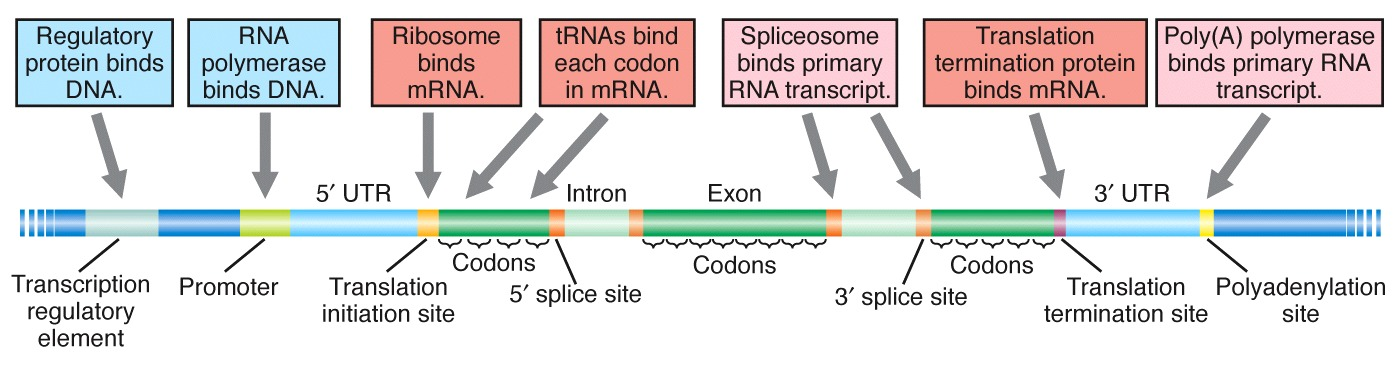 Regulatory
protein binds
DNA.
RNA
polymerase
binds DNA.
Ribosome
binds
mRNA.
tRNAs bind
each codon
in mRNA.
Spliceosome
binds primary
RNA transcript.
Translation
termination protein
binds mRNA.
Poly(A) polymerase
binds primary RNA
transcript.
5′ UTR
Intron
Exon
3′ UTR
Transcription
regulatory
element
Promoter
Translation
initiation site
Codons
5′ splice site
Codons
3′ splice site
Codons
Translation
termination site
Polyadenylation
site